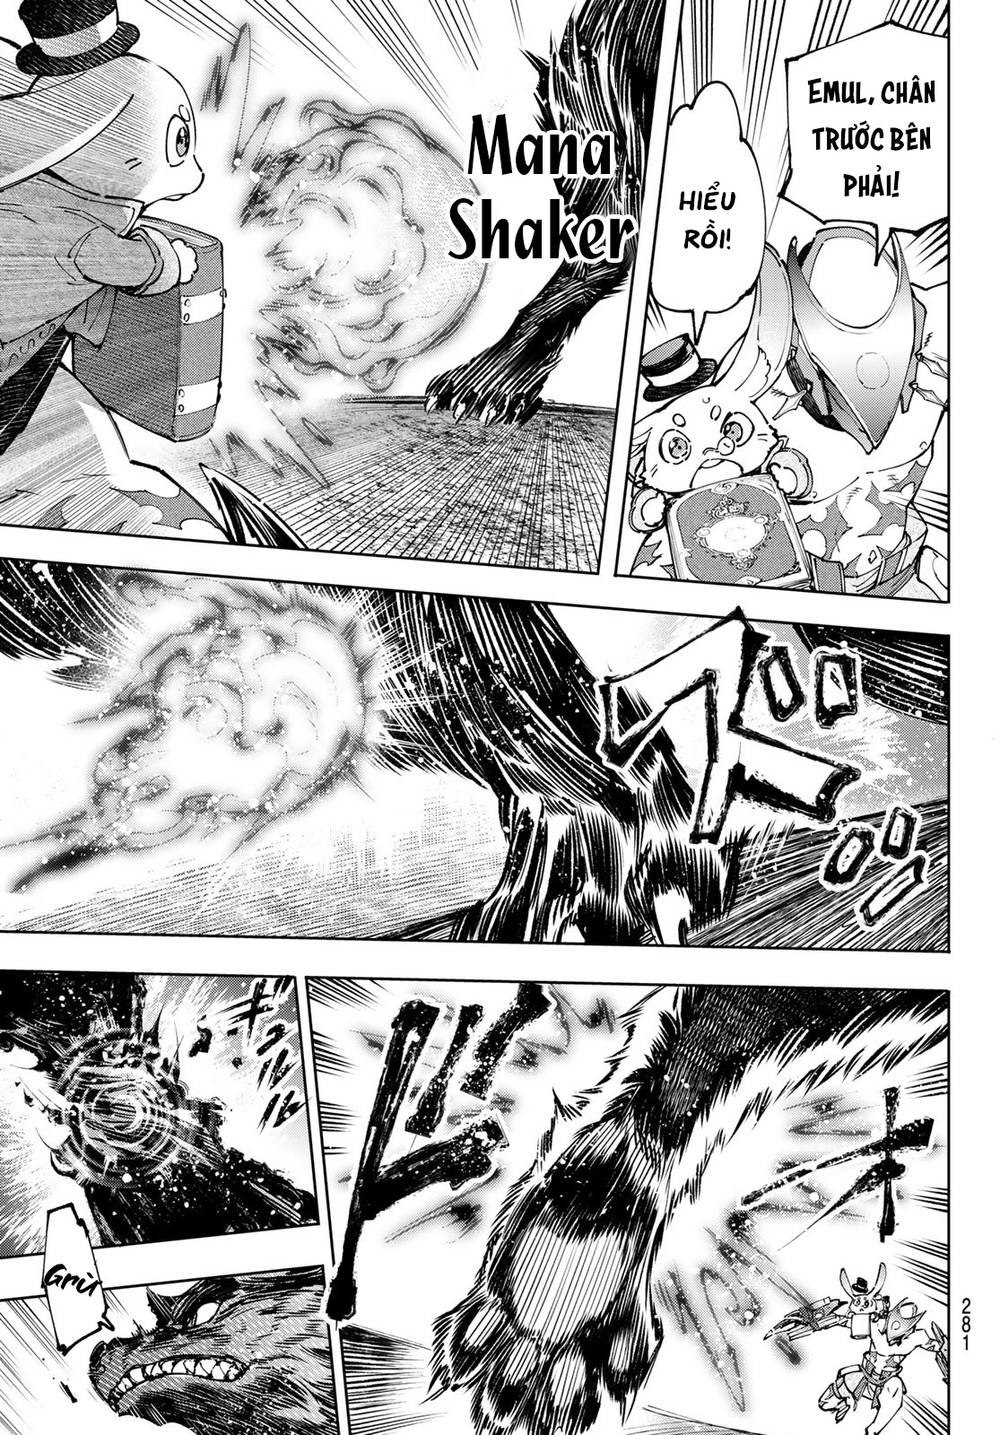 EMUL, CHÂN
TRƯỚC BÊN
PHẢI!
HIỂU
RỒI!
Mana
Shaker
Grừ
281